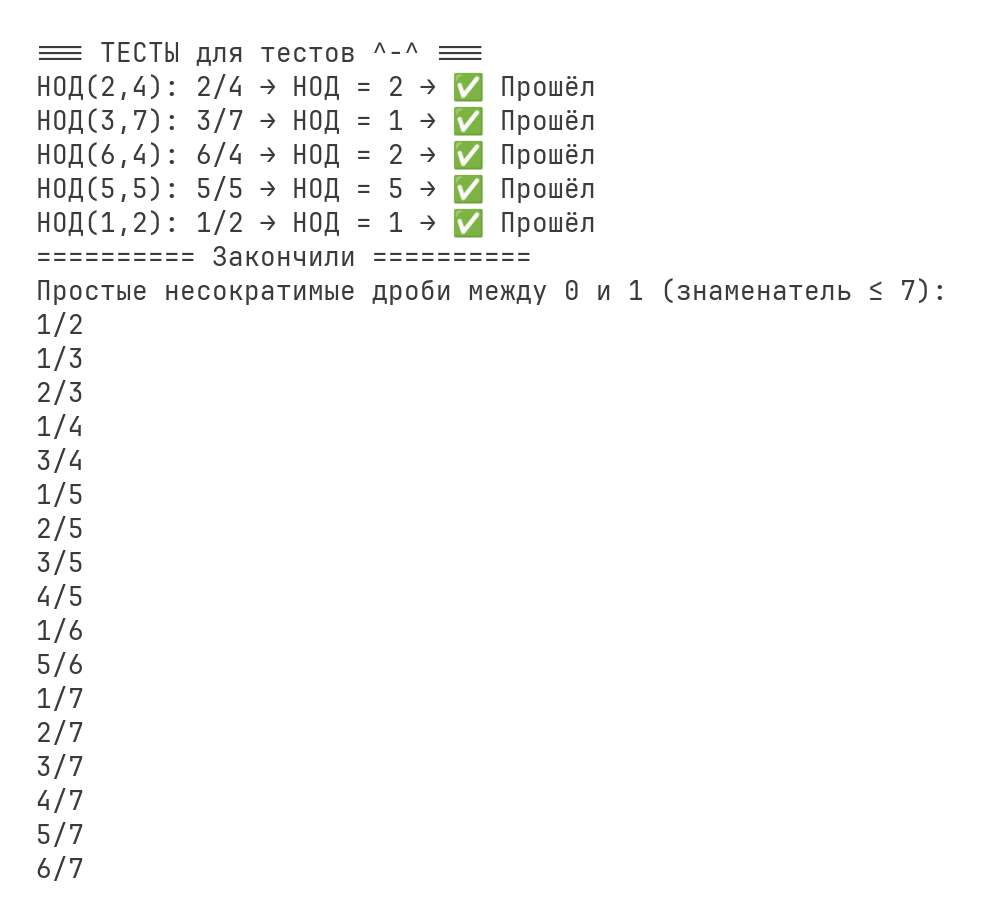 === ТЕСТЫ для тестов ^-^ ===
НОД(2,4): 2/4 → НОД = 2 → ✅ Прошёл
НОД(3,7): 3/7 → НОД = 1 → ✅ Прошёл
НОД(6,4): 6/4 → НОД = 2 → ✅ Прошёл
НОД(5,5): 5/5 → НОД = 5 → ✅ Прошёл
НОД(1,2): 1/2 → НОД = 1 → ✅ Прошёл
========== Закончили ==========
Простые несократимые дроби между 0 и 1 (знаменатель ≤ 7):
1/2
1/3
2/3
1/4
3/4
1/5
2/5
3/5
4/5
1/6
5/6
1/7
2/7
3/7
4/7
5/7
6/7